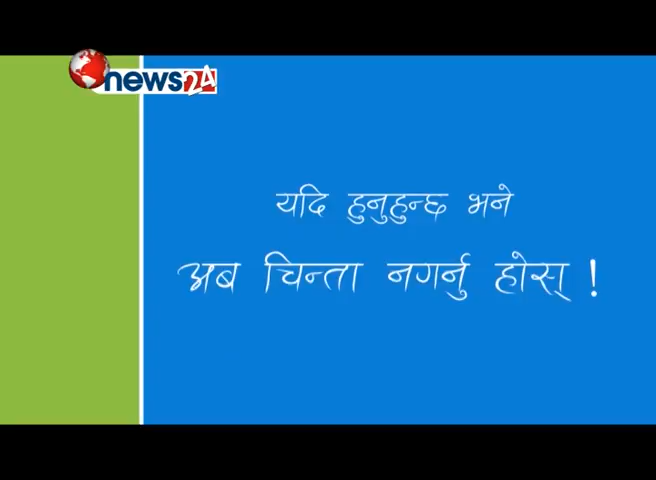 news24
यदि हुनुहुन्छ भने
अब चिन्ता नगर्नु होस् !